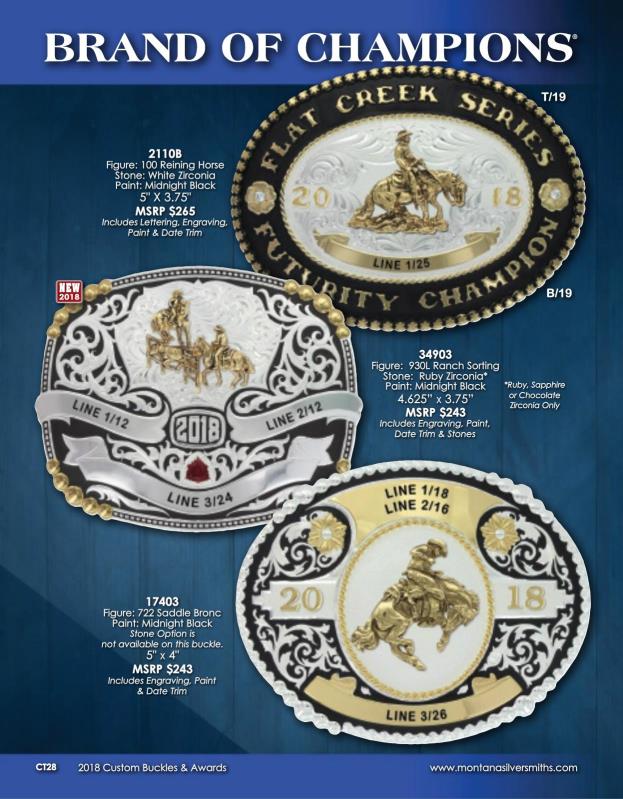 BRAND OF CHAMPIONS®
T/19
FLAT CREEK SERIES
2110B
Figure: 100 Reining Horse
Stone: White Zirconia
Paint: Midnight Black
5" X 3.75"
MSRP $265
Includes Lettering, Engraving,
Paint & Date Trim
20 18
LINE 1/25
FUTURITY CHAMPION
B/19
NEW
2018
34903
Figure: 930L Ranch Sorting
Stone: Ruby Zirconia*
Paint: Midnight Black
4.625” x 3.75”
MSRP $243
Includes Engraving, Paint,
Date Trim & Stones
*Ruby, Sapphire
or Chocolate
Zirconia Only
LINE 1/12
2018
LINE 2/12
LINE 3/24
LINE 1/18
LINE 2/16
20 18
LINE 3/26
17403
Figure: 722 Saddle Bronc
Paint: Midnight Black
Stone Option is
not available on this buckle.
5" x 4"
MSRP $243
Includes Engraving, Paint
& Date Trim
CT28 2018 Custom Buckles & Awards www.montanasilversmiths.com